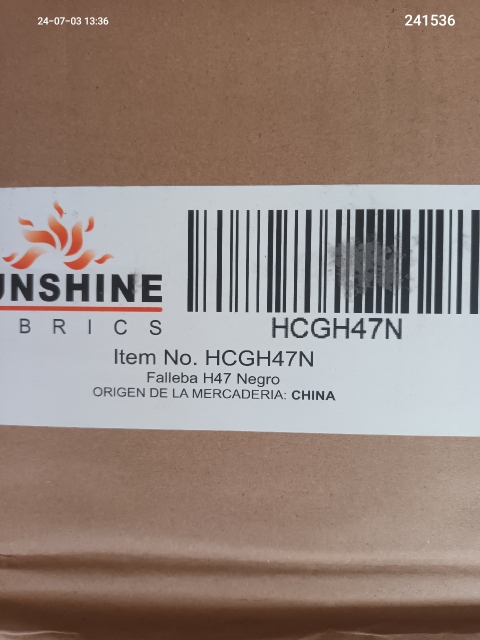 24-07-03 13:36
241536
UNSHINE
BRICS
HCGH47N
Item No. HCGH47N
Falleba H47 Negro
ORIGEN DE LA MERCADERIA: CHINA